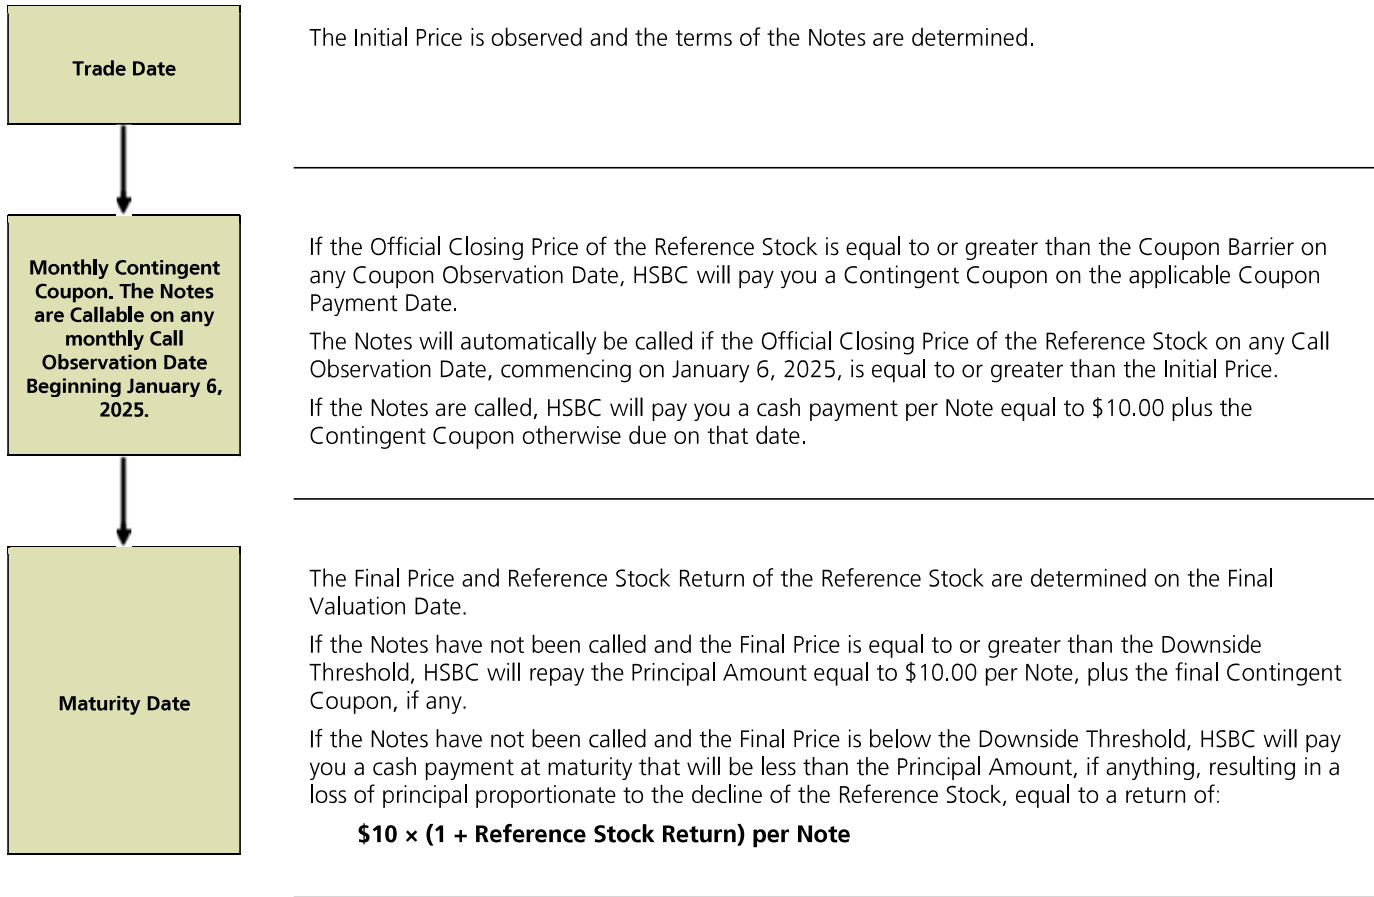 Trade Date
The Initial Price is observed and the terms of the Notes are determined.
Monthly Contingent
Coupon. The Notes
are Callable on any
monthly Call
Observation Date
Beginning January 6,
2025.
If the Official Closing Price of the Reference Stock is equal to or greater than the Coupon Barrier on
any Coupon Observation Date, HSBC will pay you a Contingent Coupon on the applicable Coupon
Payment Date.
The Notes will automatically be called if the Official Closing Price of the Reference Stock on any Call
Observation Date, commencing on January 6, 2025, is equal to or greater than the Initial Price.
If the Notes are called, HSBC will pay you a cash payment per Note equal to $10.00 plus the
Contingent Coupon otherwise due on that date.
Maturity Date
The Final Price and Reference Stock Return of the Reference Stock are determined on the Final
Valuation Date.
If the Notes have not been called and the Final Price is equal to or greater than the Downside
Threshold, HSBC will repay the Principal Amount equal to $10.00 per Note, plus the final Contingent
Coupon, if any.
If the Notes have not been called and the Final Price is below the Downside Threshold, HSBC will pay
you a cash payment at maturity that will be less than the Principal Amount, if anything, resulting in a
loss of principal proportionate to the decline of the Reference Stock, equal to a return of:
$10 × (1 + Reference Stock Return) per Note